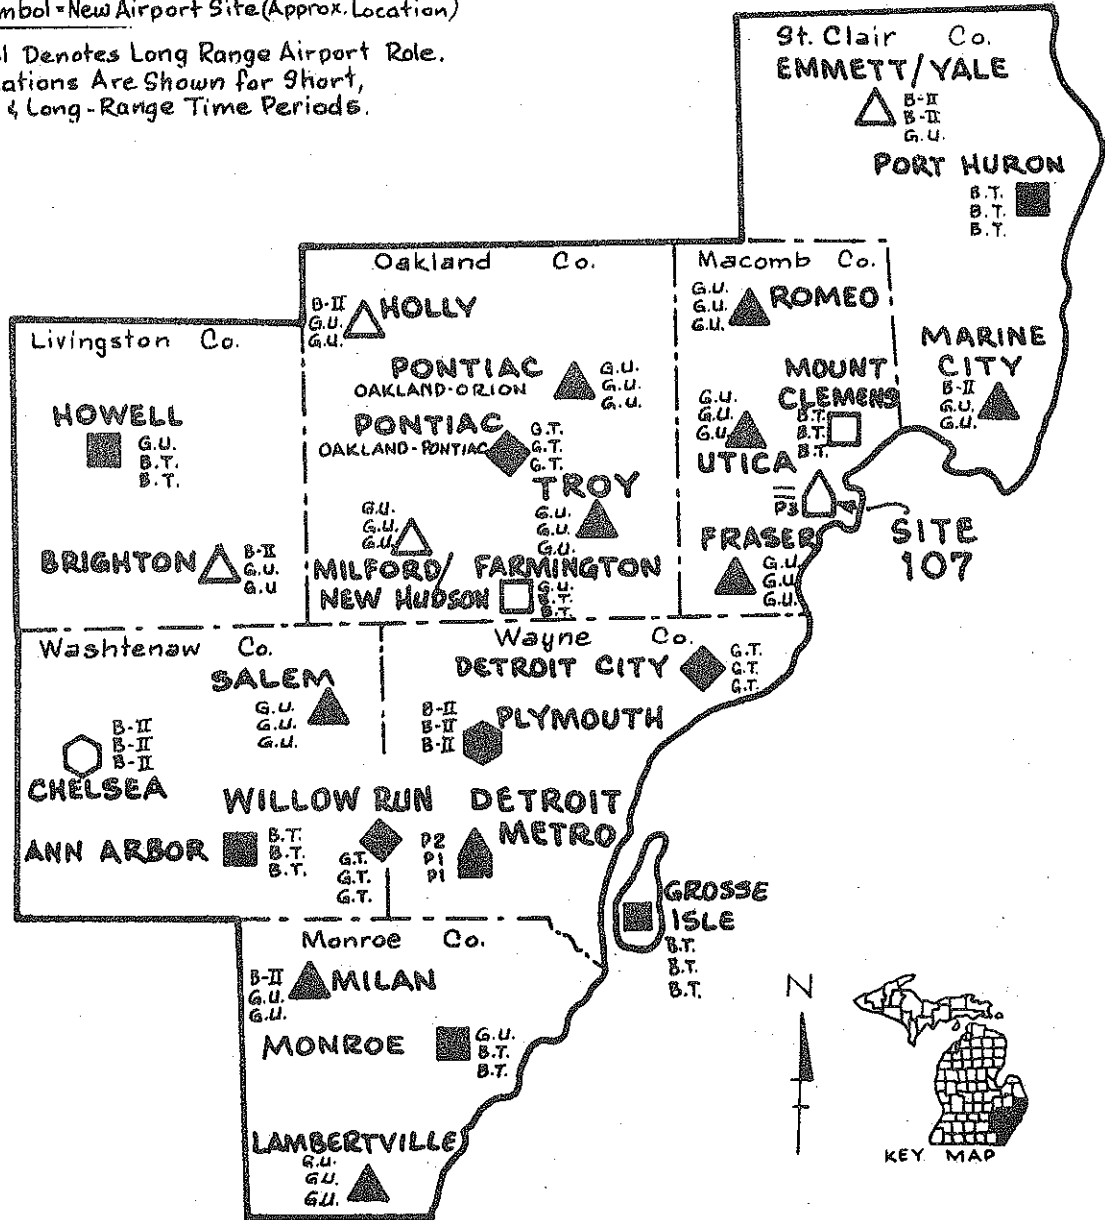 =New Airport Site (Approx. Location)
Denotes Long Range Airport Role.
Are Shown for Short,
& Long-Range Time Periods.
St. Clair Co.
EMMETT/YALE
B-II
B-II
G.U.
PORT HURON
B.T.
B.T.
B.T.
Oakland Co.
Macomb Co.
B-II
G.U.
G.U.
HOLLY
G.U.
G.U.
G.U.
ROMEO
Livingston Co.
MARINE
CITY
B-II
G.U.
G.U.
PONTIAC
OAKLAND-ORION
G.U.
G.U.
G.U.
MOUNT
CLEMENS
B.T.
B.T.
B.T.
HOWELL
G.U.
B.T.
B.T.
PONTIAC
OAKLAND-PONTIAC
G.T.
G.T.
G.T.
G.U.
G.U.
G.U.
UTICA
TROY
G.U.
G.U.
G.U.
P3
SITE
107
G.U.
G.U.
G.U.
MILFORD/
NEW HUDSON
FARMINGTON
G.U.
B.T.
B.T.
FRASER
G.U.
G.U.
G.U.
BRIGHTON
B-II
G.U.
G.U
Washtenaw Co.
Wayne Co.
DETROIT CITY
G.T.
G.T.
G.T.
SALEM
G.U.
G.U.
G.U.
B-II
B-II
B-II
PLYMOUTH
B-II
B-II
B-II
CHELSEA
WILLOW RUN
G.T.
G.T.
G.T.
DETROIT
METRO
P2
P1
P1
ANN ARBOR
B.T.
B.T.
B.T.
GROSSE
ISLE
B.T.
B.T.
B.T.
Monroe Co.
B-II
G.U.
G.U.
MILAN
MONROE
G.U.
B.T.
B.T.
LAMBERTVILLE
G.U.
G.U.
G.U.
N
KEY MAP